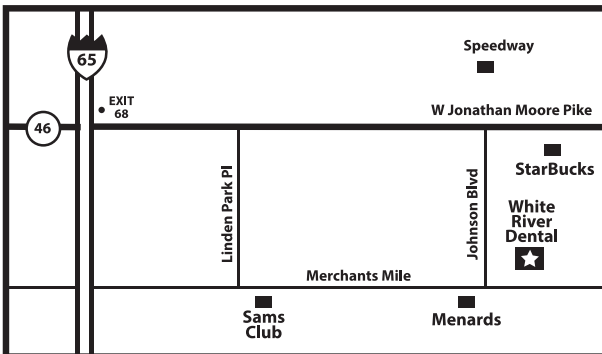 Speedway
65
EXIT
68
W Jonathan Moore Pike
46
StarBucks
Linden Park Pl
Johnson Blvd
White
River
Dental
Merchants Mile
Sams
Club
Menards